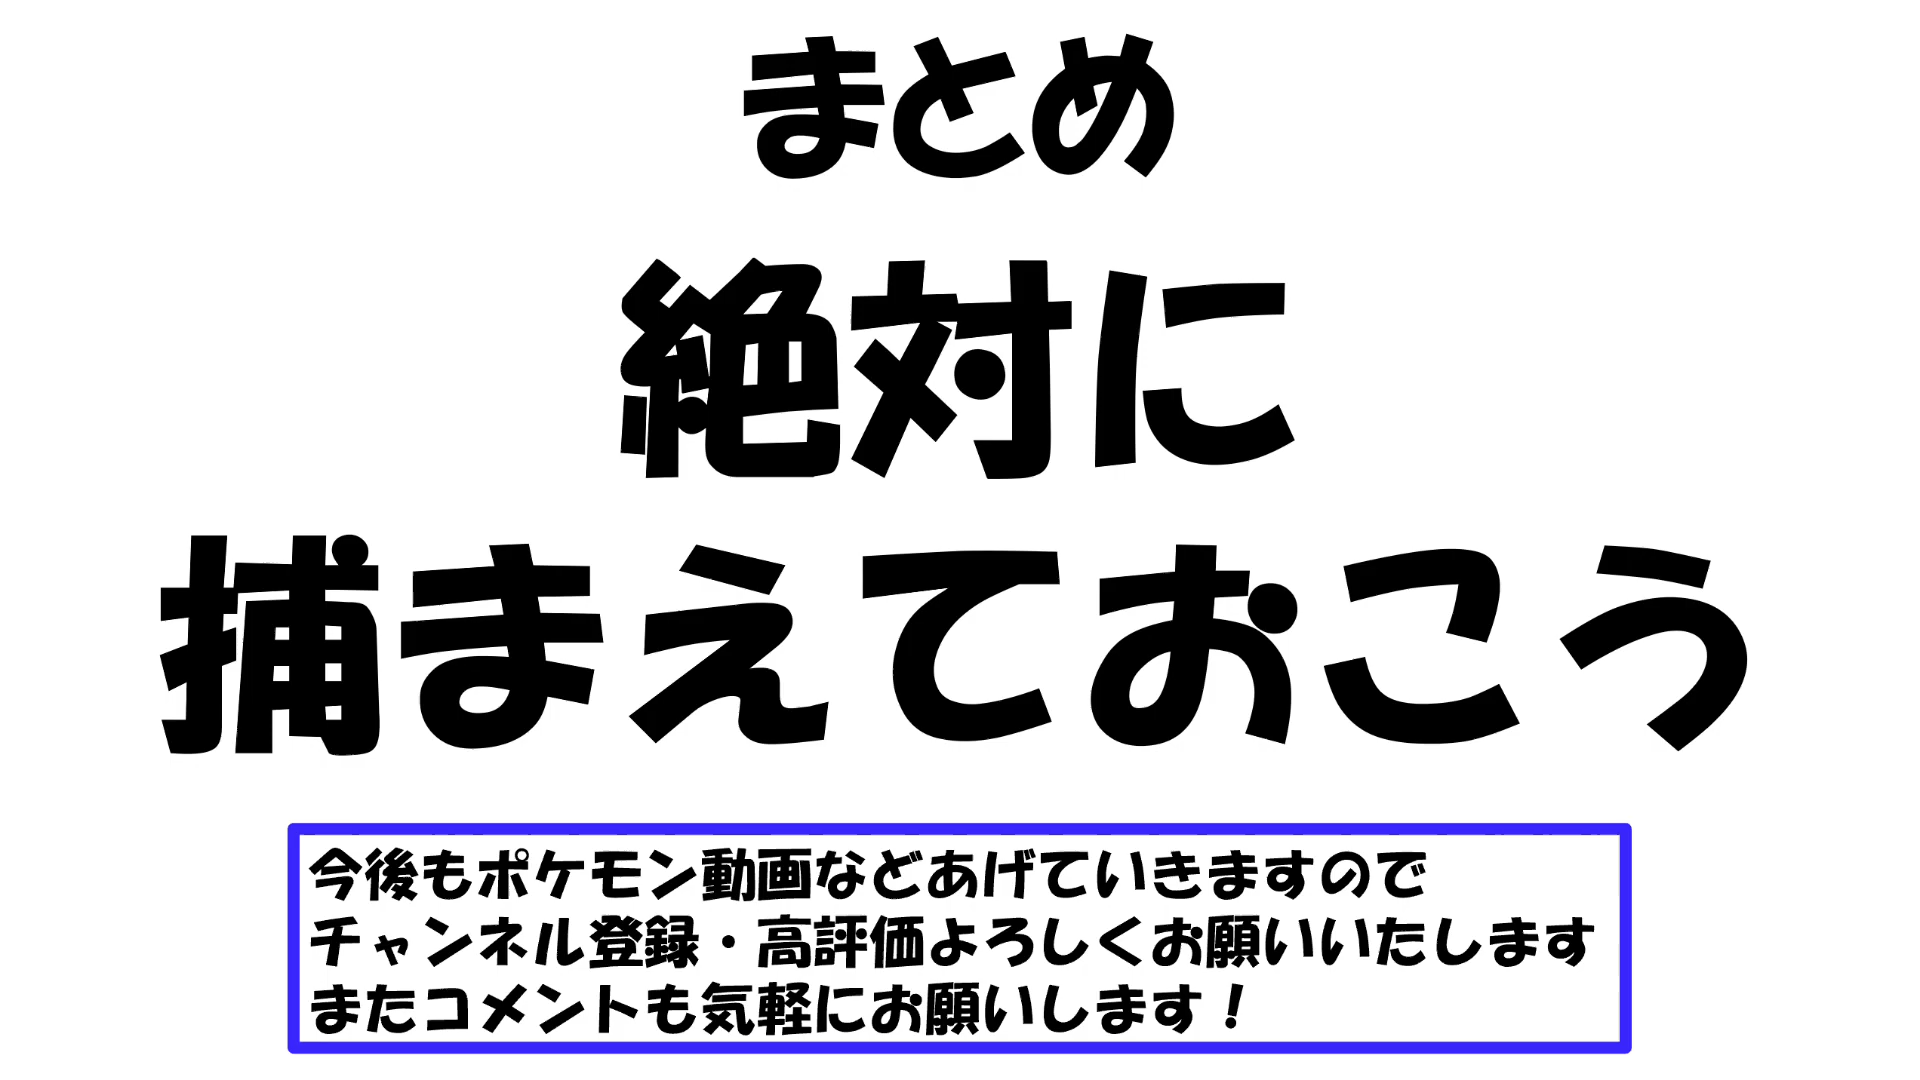 まとめ
絶対に
捕まえておこう
今後もポケモン動画などあげていきますので
チャンネル登録・高評価よろしくお願いいたします
またコメントも気軽にお願いします！